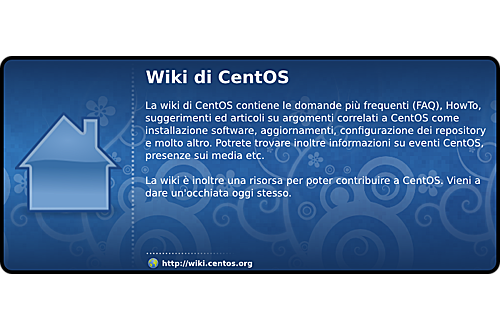 Wiki di CentOS
La wiki di CentOS contiene le domande più frequenti (FAQ), HowTo,
suggerimenti ed articoli su argomenti correlati a CentOS come
installazione software, aggiornamenti, configurazione dei repository
e molto altro. Potrete trovare inoltre informazioni su eventi CentOS,
presenze sui media etc.
La wiki è inoltre una risorsa per poter contribuire a CentOS. Vieni a
dare un'occhiata oggi stesso.
http://wiki.centos.org